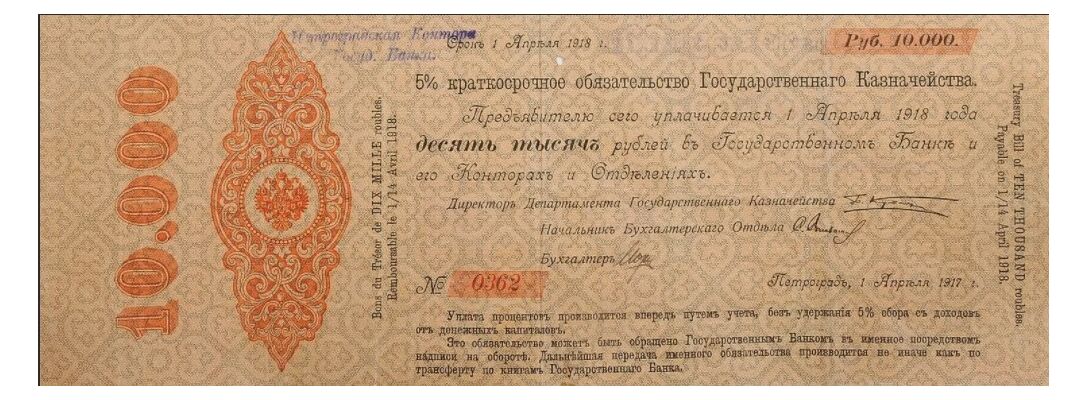 Петроградская Контора
Госуд. Банка.
Срокъ 1 Апрѣля 1918 г.
Руб. 10.000.
5% краткосрочное обязательство Государственнаго Казначейства.
Предъявителю сего уплачивается 1 Апрѣля 1918 года
десять тысячъ рублей въ Государственномъ Банкѣ и
его Конторахъ и Отдѣленіяхъ.
Директоръ Департамента Государственнаго Казначейства
Начальникъ Бухгалтерскаго Отдѣла
Бухгалтеръ
№ 0362
Петроградъ, 1 Апрѣля 1917 г.
Уплата процентовъ производится впередъ путемъ учета, безъ удержанія 5% сбора съ доходовъ
отъ денежныхъ капиталовъ.
Это обязательство можетъ быть обращено Государственнымъ Банкомъ въ именное посредствомъ
надписи на оборотѣ. Дальнѣйшая передача именного обязательства производится не иначе какъ по
трансферту по книгамъ Государственнаго Банка.
10.000
Bons du Trésor de DIX MILLE roubles.
Remboursable le 1/14 Avril 1918.
Treasury Bill of TEN THOUSAND roubles.
Payable on 1/14 April 1918.